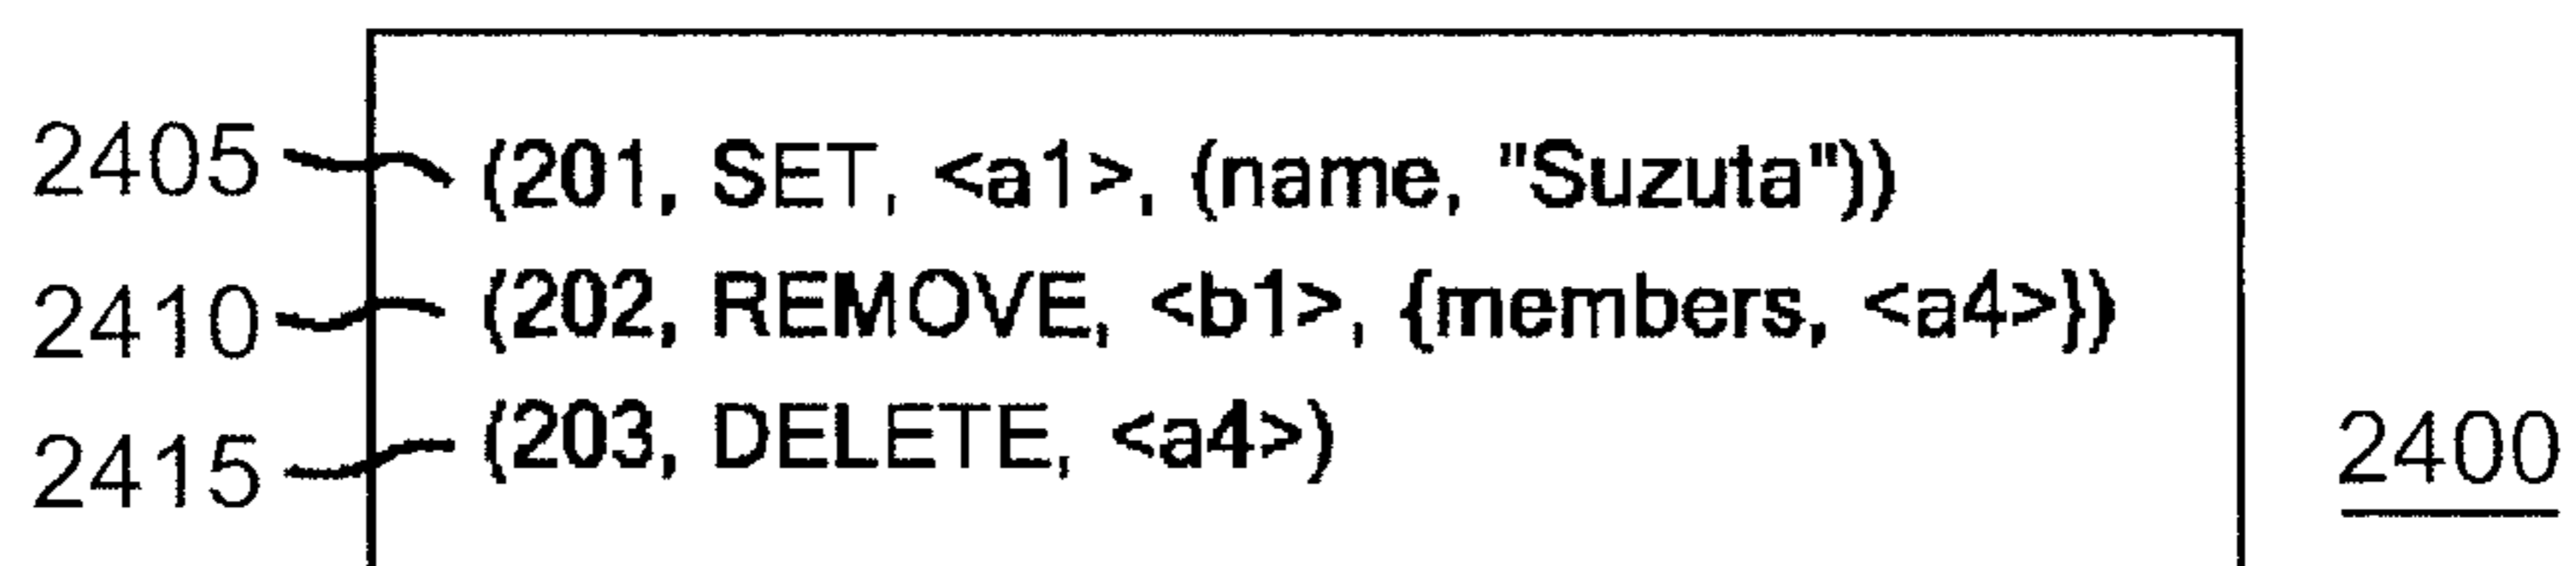 2405 (201, SET, <a1>, (name, "Suzuta"))
2410 (202, REMOVE, <b1>, {members, <a4>})
2415 (203, DELETE, <a4>)
2400